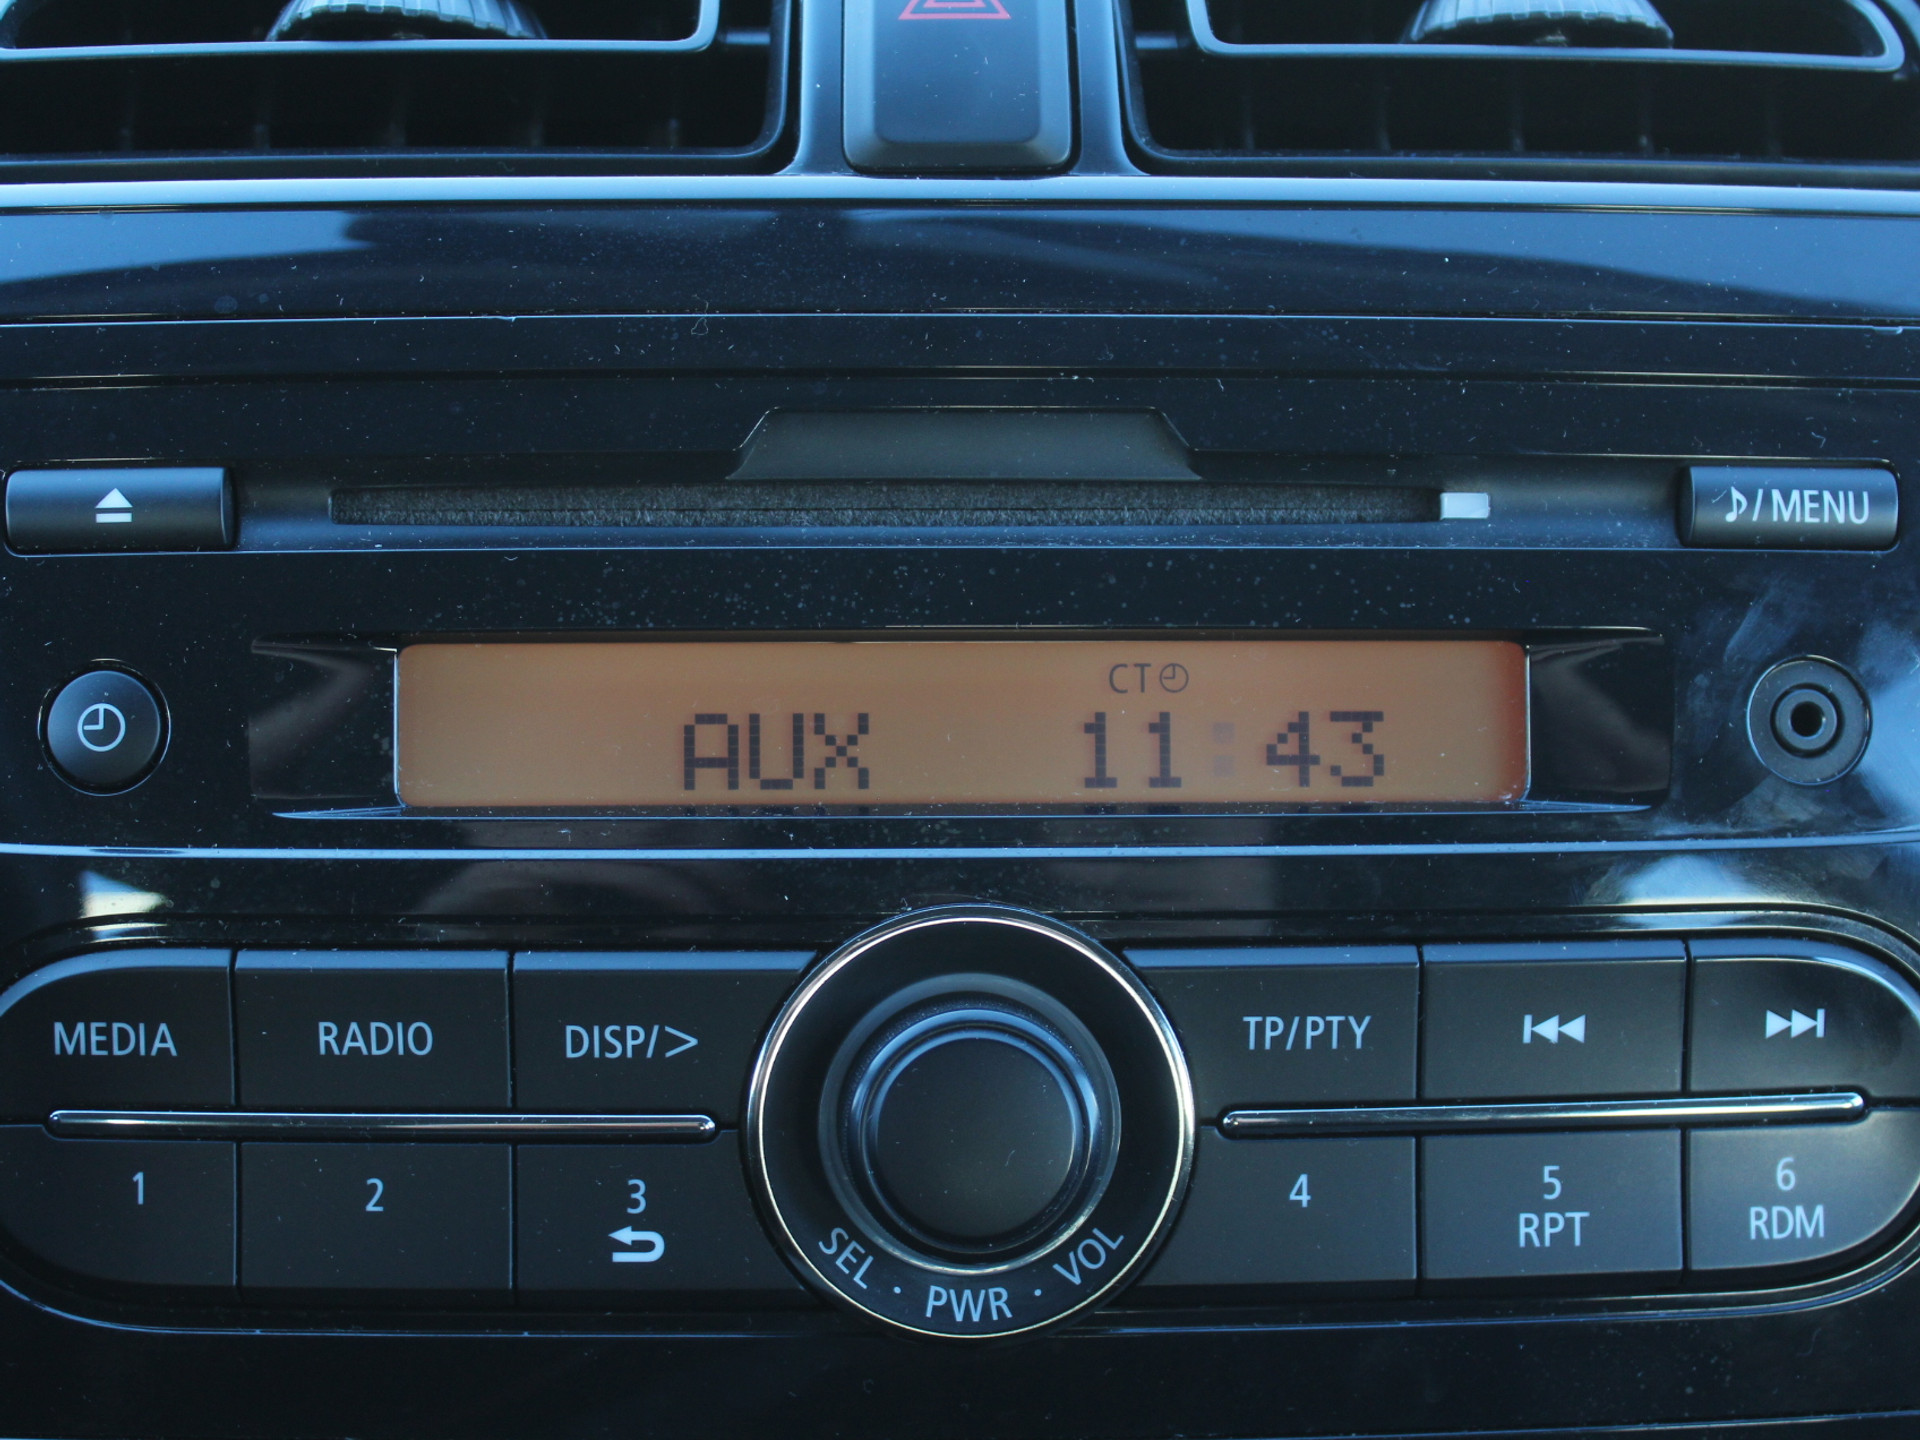 ♪/MENU
CT
AUX 11:43
MEDIA RADIO DISP/> TP/PTY
1 2 3 4 5 6
RPT RDM
SEL · PWR · VOL